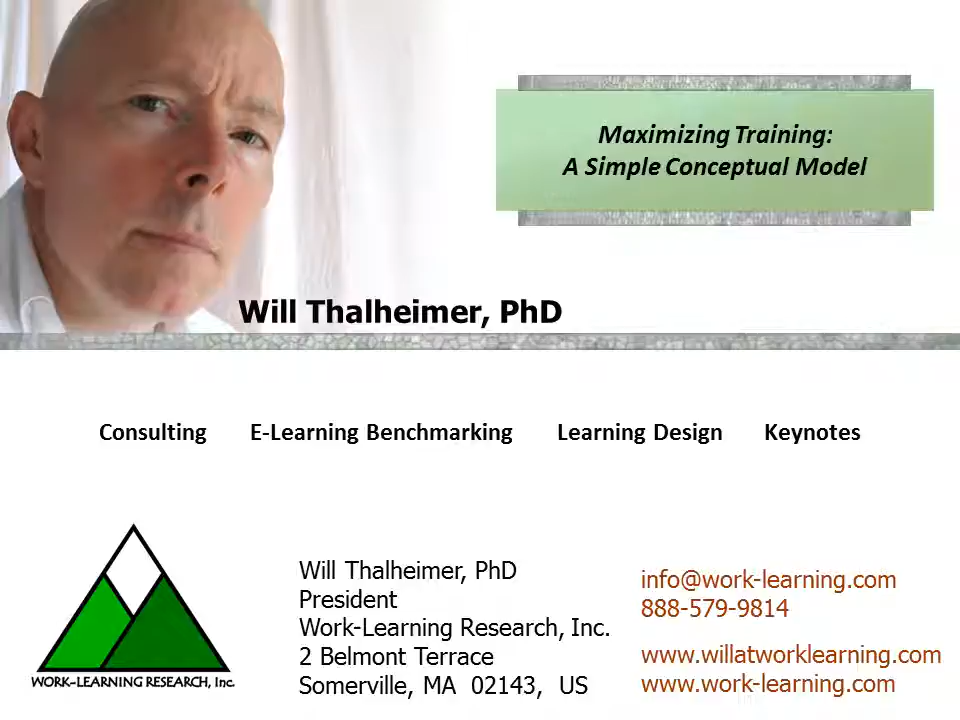 Maximizing Training:
A Simple Conceptual Model
Will Thalheimer, PhD
Consulting E-Learning Benchmarking Learning Design Keynotes
WORK-LEARNING RESEARCH, Inc.
Will Thalheimer, PhD
President
Work-Learning Research, Inc.
2 Belmont Terrace
Somerville, MA 02143, US
info@work-learning.com
888-579-9814
www.willatworklearning.com
www.work-learning.com